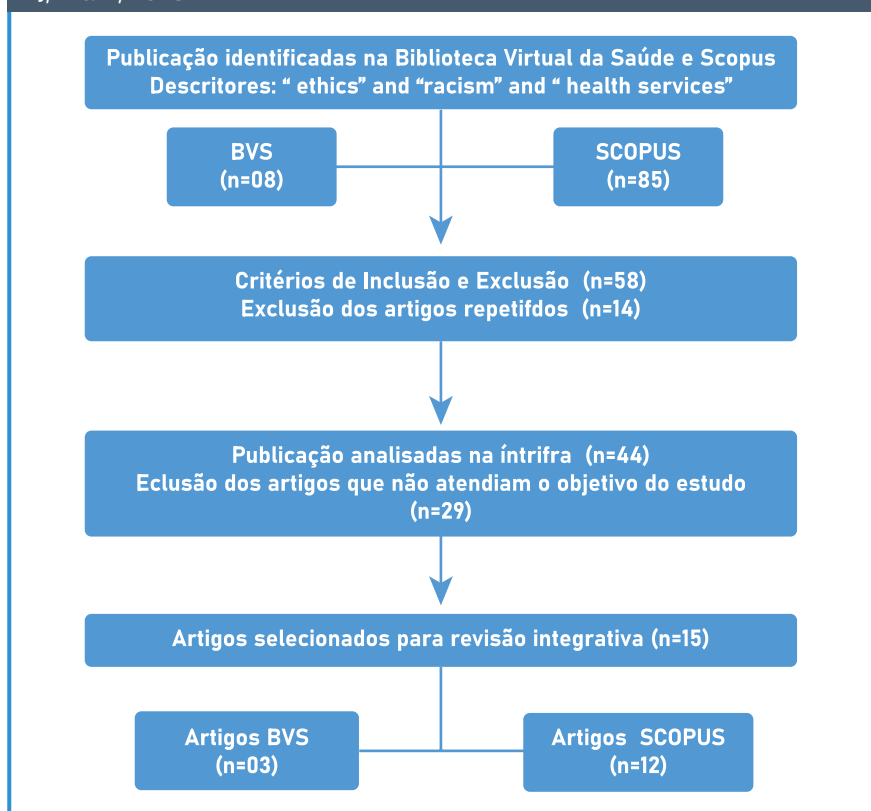 Publicação identificadas na Biblioteca Virtual da Saúde e Scopus
Descritores: “ ethics” and “racism” and “ health services”
BVS
(n=08)
SCOPUS
(n=85)
Critérios de Inclusão e Exclusão (n=58)
Exclusão dos artigos repetifdos (n=14)
Publicação analisadas na íntrifra (n=44)
Eclusão dos artigos que não atendiam o objetivo do estudo
(n=29)
Artigos selecionados para revisão integrativa (n=15)
Artigos BVS
(n=03)
Artigos SCOPUS
(n=12)